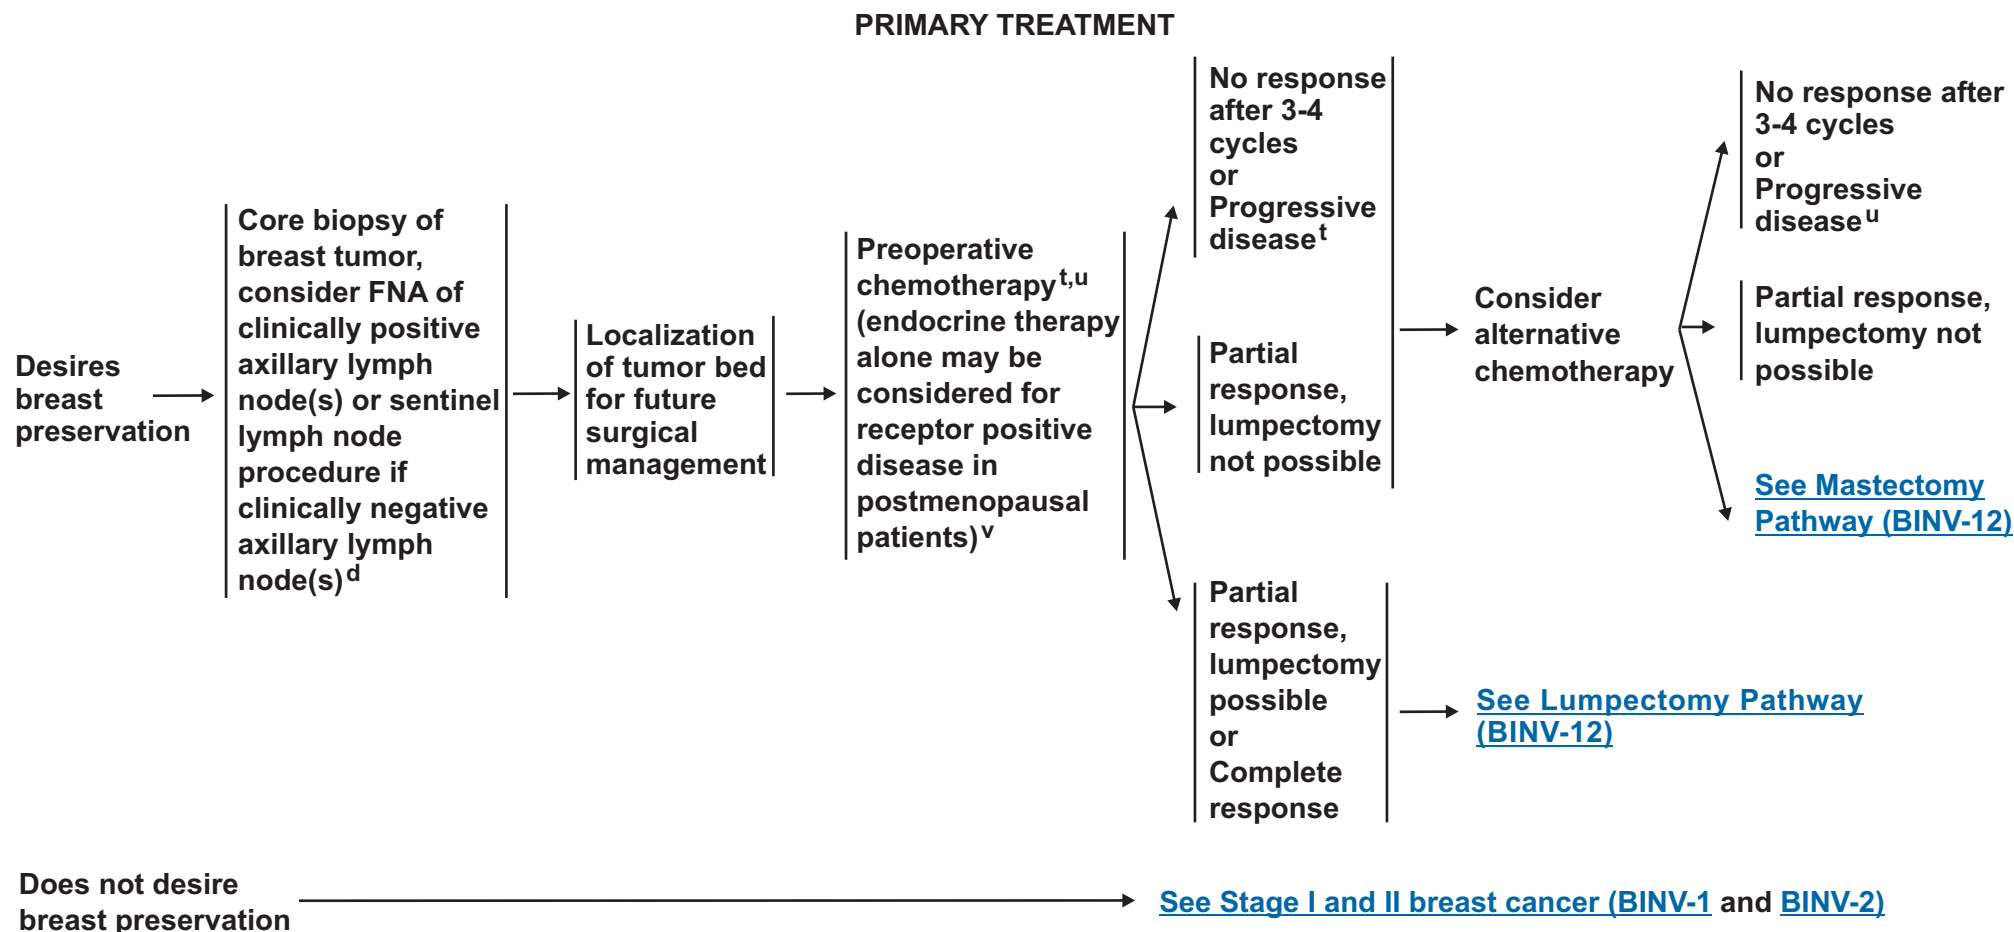 PRIMARY TREATMENT
Desires
breast
preservation
Core biopsy of
breast tumor,
consider FNA of
clinically positive
axillary lymph
node(s) or sentinel
lymph node
procedure if
clinically negative
axillary lymph
node(s)d
Localization
of tumor bed
for future
surgical
management
Preoperative
chemotherapyt,u
(endocrine therapy
alone may be
considered for
receptor positive
disease in
postmenopausal
patients)v
No response
after 3-4
cycles
or
Progressive
diseaset
Partial
response,
lumpectomy
not possible
Consider
alternative
chemotherapy
No response after
3-4 cycles
or
Progressive
diseaseu
Partial response,
lumpectomy not
possible
See Mastectomy
Pathway (BINV-12)
Partial
response,
lumpectomy
possible
or
Complete
response
See Lumpectomy Pathway
(BINV-12)
Does not desire
breast preservation
See Stage I and II breast cancer (BINV-1 and BINV-2)